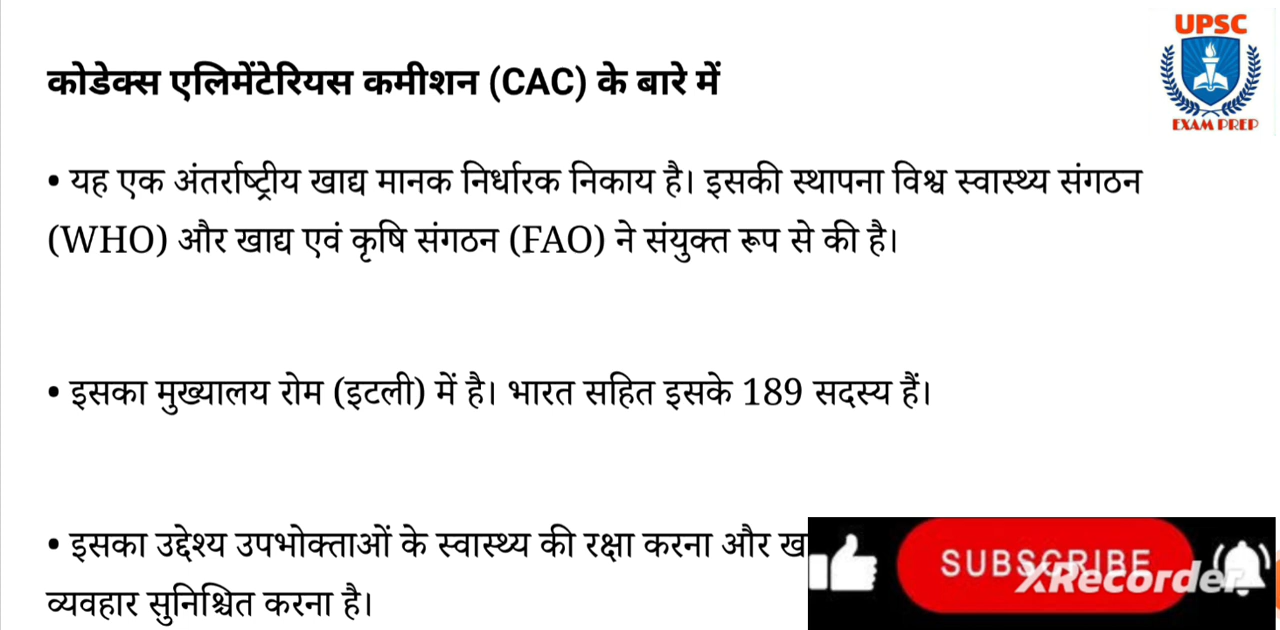 UPSC
EXAM PREP
कोडेक्स एलिमेंटेरियस कमीशन (CAC) के बारे में
• यह एक अंतर्राष्ट्रीय खाद्य मानक निर्धारक निकाय है। इसकी स्थापना विश्व स्वास्थ्य संगठन
(WHO) और खाद्य एवं कृषि संगठन (FAO) ने संयुक्त रूप से की है।
• इसका मुख्यालय रोम (इटली) में है। भारत सहित इसके 189 सदस्य हैं।
• इसका उद्देश्य उपभोक्ताओं के स्वास्थ्य की रक्षा करना और
व्यवहार सुनिश्चित करना है।
SUBSCRIBE
XRecorder